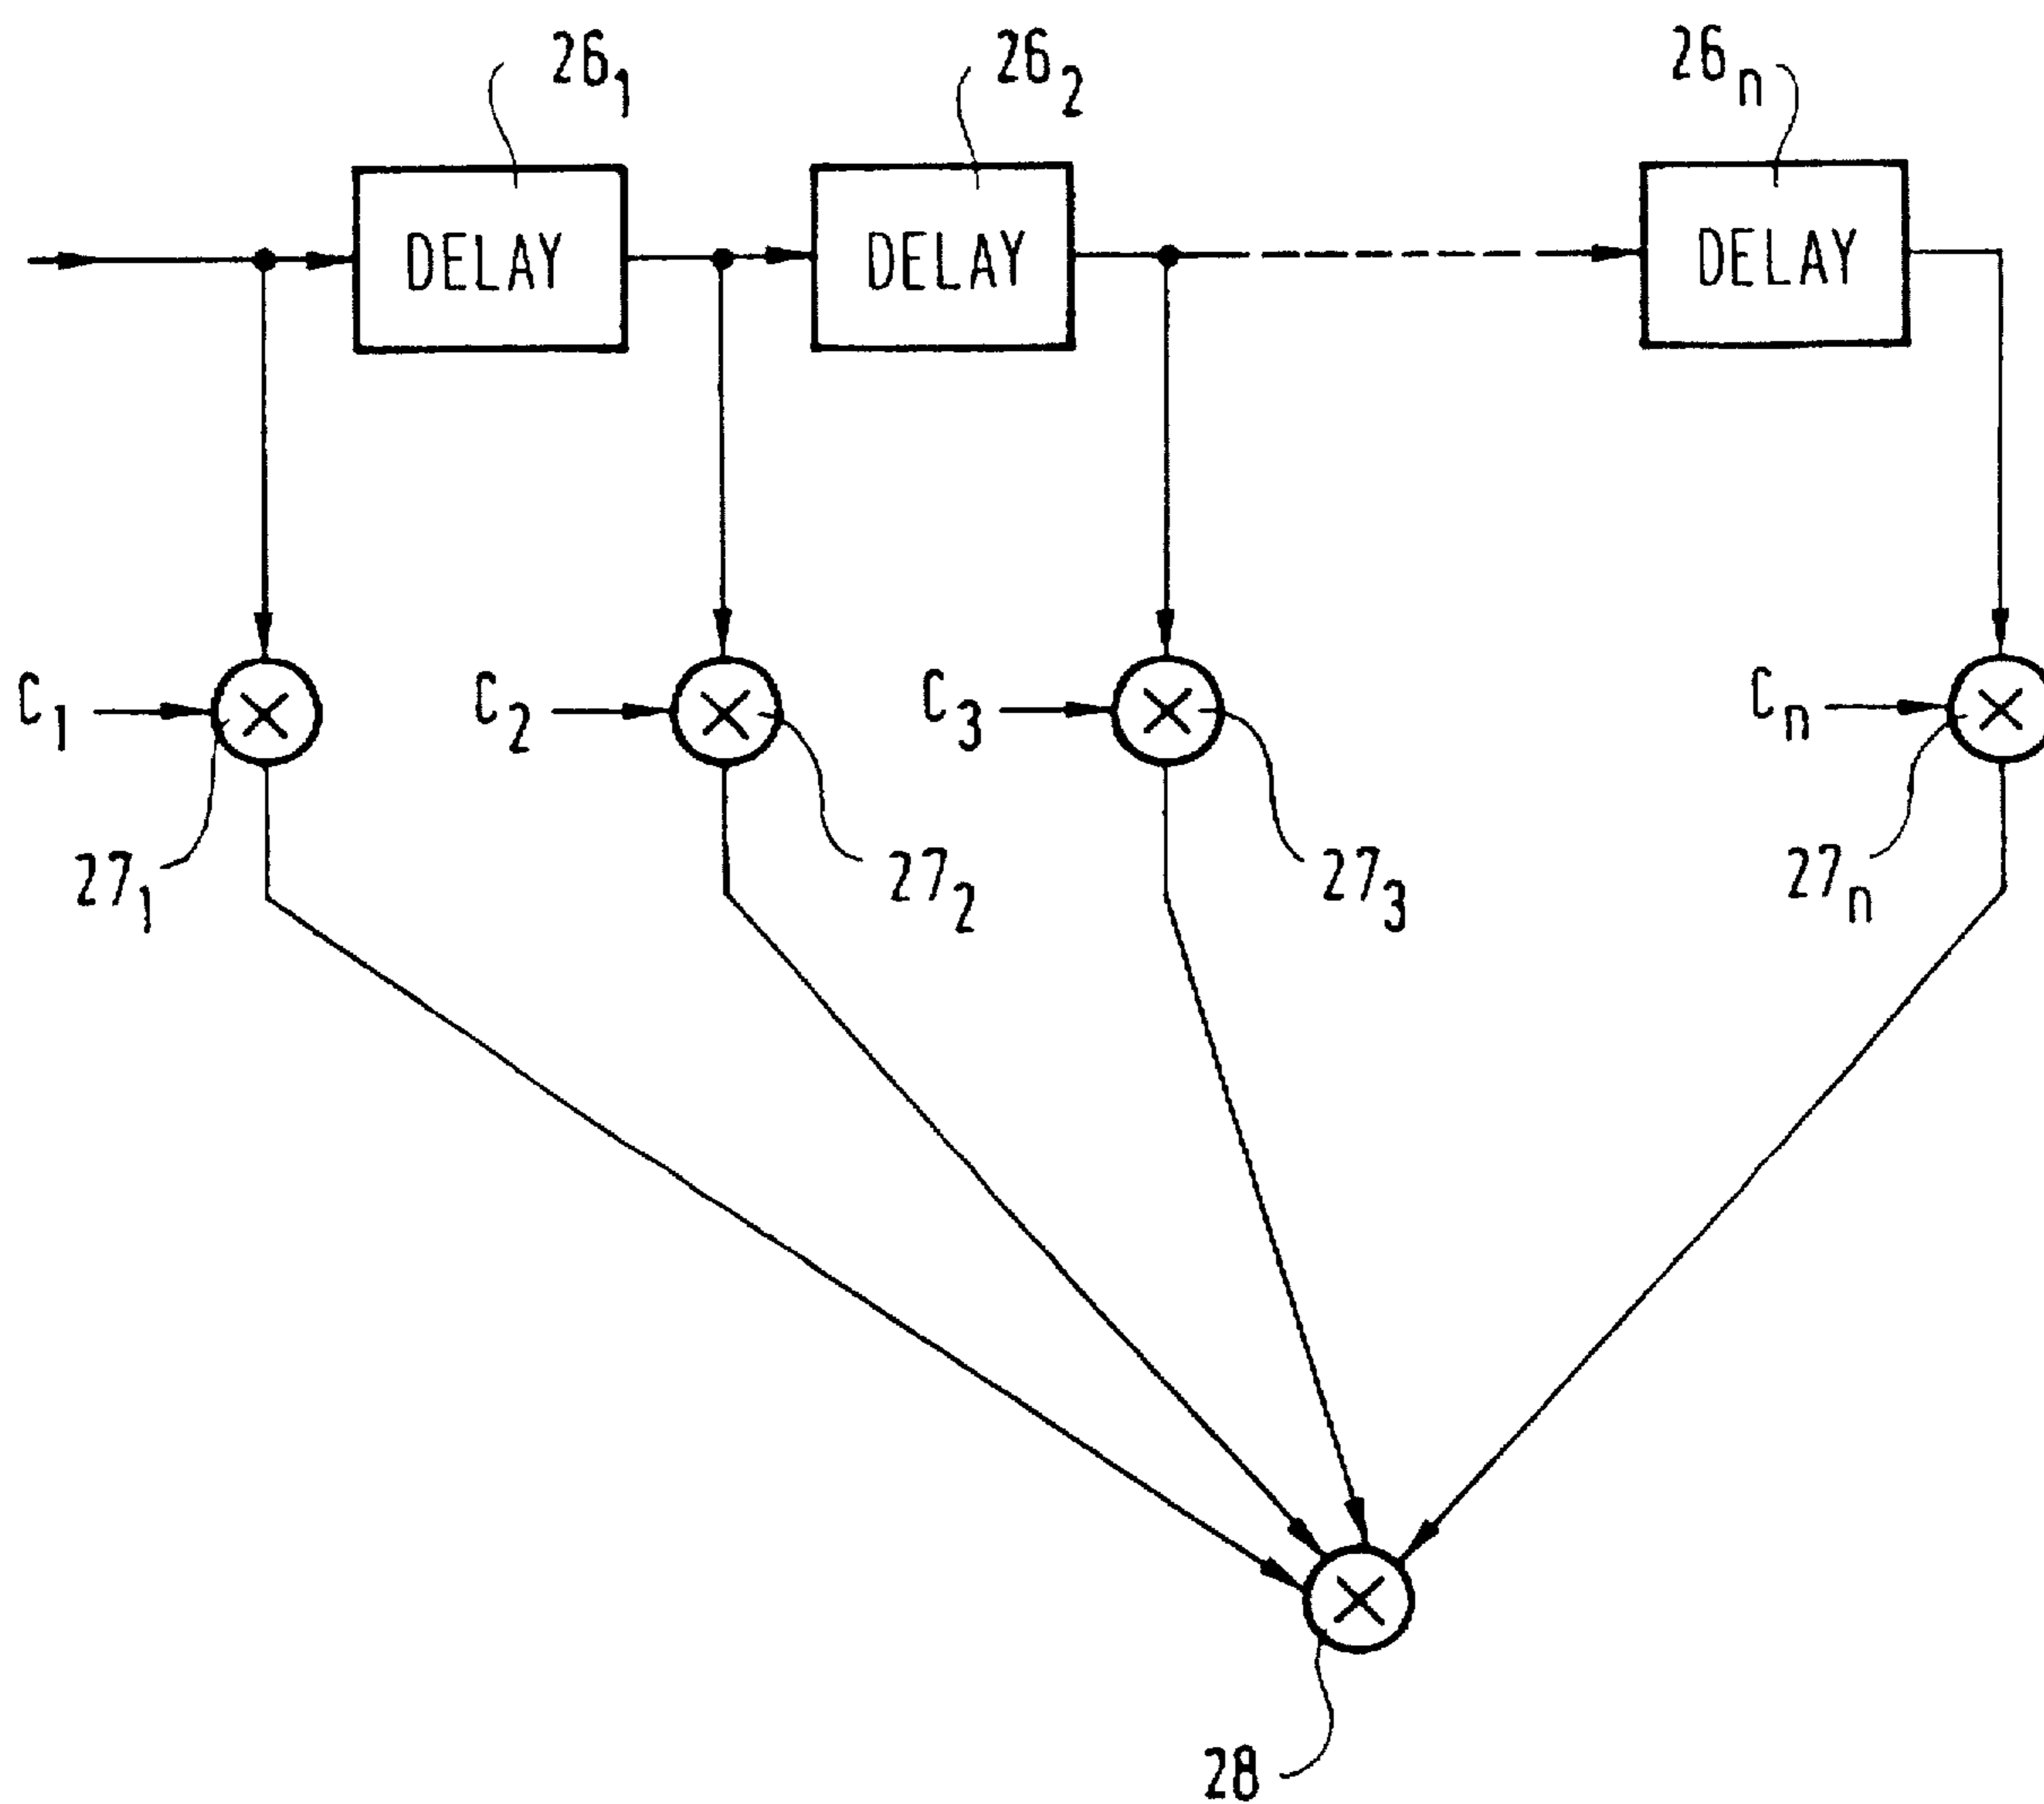 26₁
26₂
26ₙ
DELAY
DELAY
DELAY
C₁
C₂
C₃
Cₙ
27₁
27₂
27₃
27ₙ
28